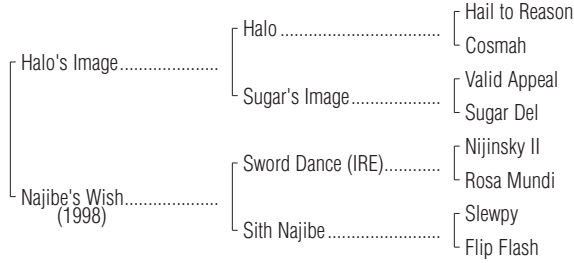 Hail to Reason
Halo
Cosmah
Halo's Image
Valid Appeal
Sugar's Image
Sugar Del
Nijinsky II
Sword Dance (IRE)
Rosa Mundi
Najibe's Wish
(1998)
Slewpy
Sith Najibe
Flip Flash